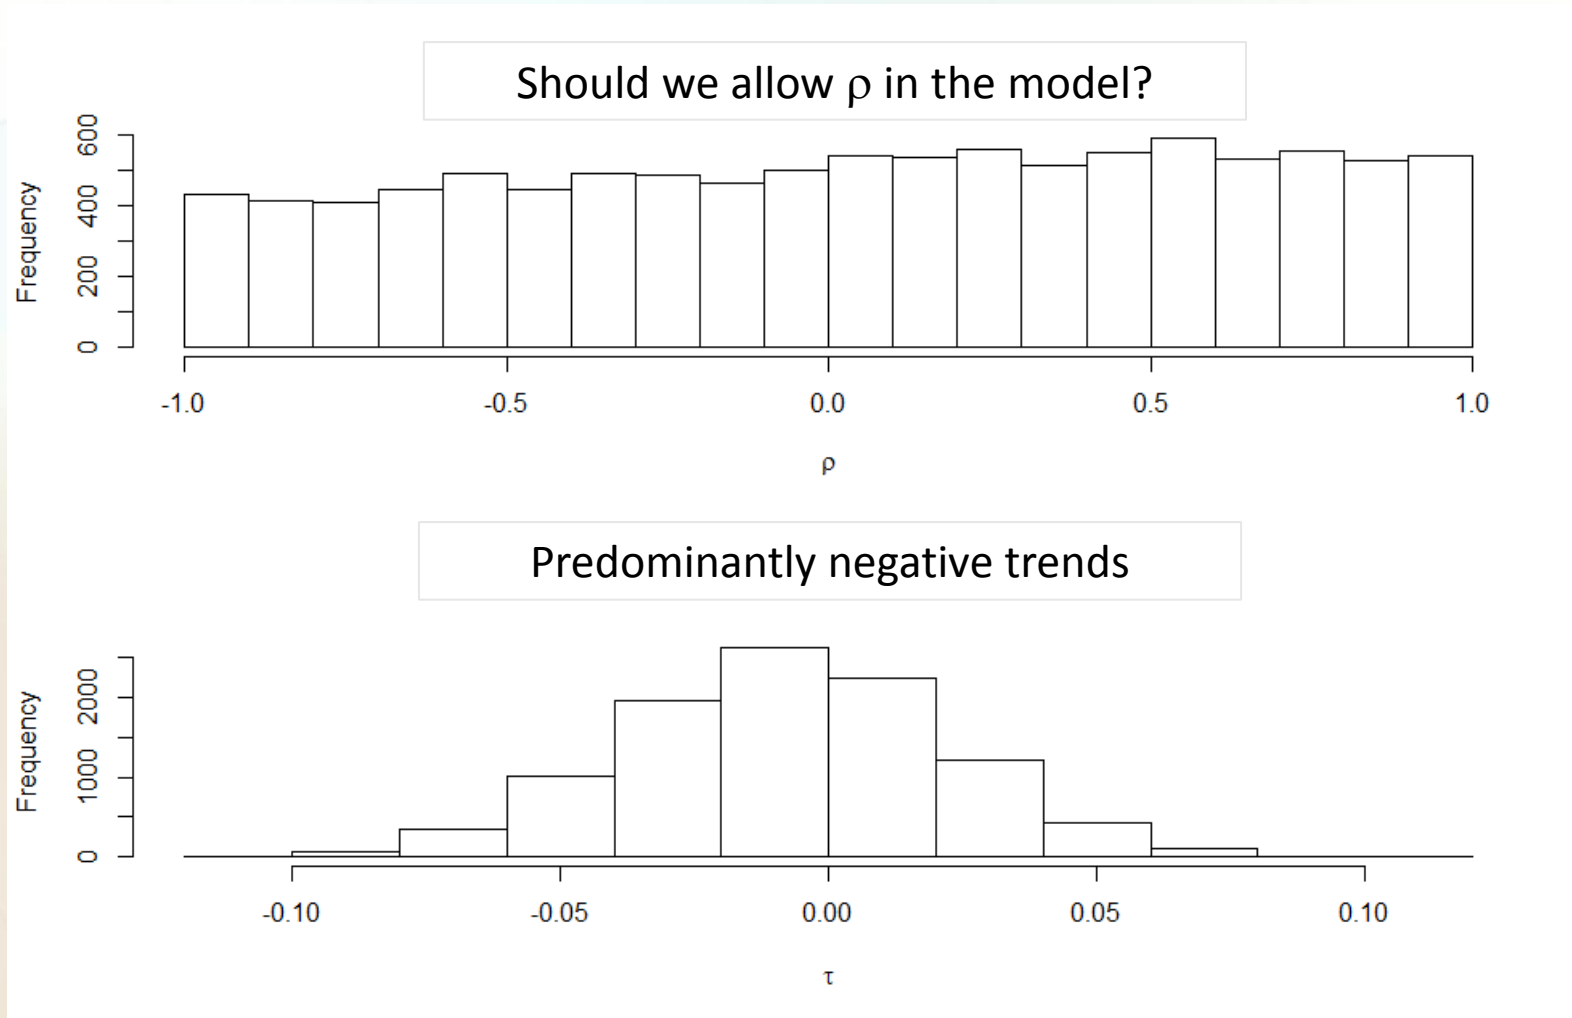 Should we allow ρ in the model?
Frequency
600
400
200
0
-1.0 -0.5 0.0 0.5 1.0
ρ
Predominantly negative trends
Frequency
2000
1000
0
-0.10 -0.05 0.00 0.05 0.10
τ